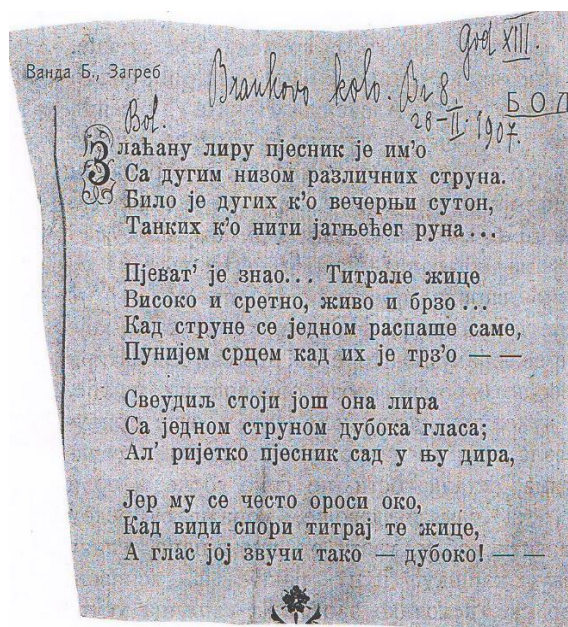 god XIII.
Ванда Б., Загреб
Brankovo kolo. Br 8
БОЛ
28-II-1907.
Bol.
Злаћану лиру пјесник је им’о
Са дугим низом различних струна.
Било је дугих к’о вечерњи сутон,
Танких к’о нити јагњећег руна...
Пјеват’ је знао... Титрале жице
Високо и сретно, живо и брзо...
Кад струне се једном распаше саме,
Пунијем срцем кад их је трз’о — —
Свеудиљ стоји још она лира
Са једном струном дубока гласа;
Ал’ ријетко пјесник сад у њу дира,
Јер му се често ороси око,
Кад види спори титрај те жице,
А глас јој звучи тако — дубоко! — —